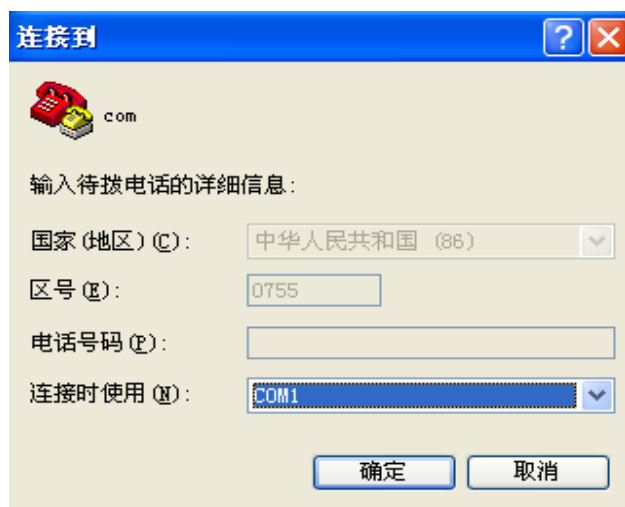 连接到
com
输入待拨电话的详细信息:
国家(地区)(C): 中华人民共和国 (86)
区号(E): 0755
电话号码(P):
连接时使用(N): COM1
确定 取消